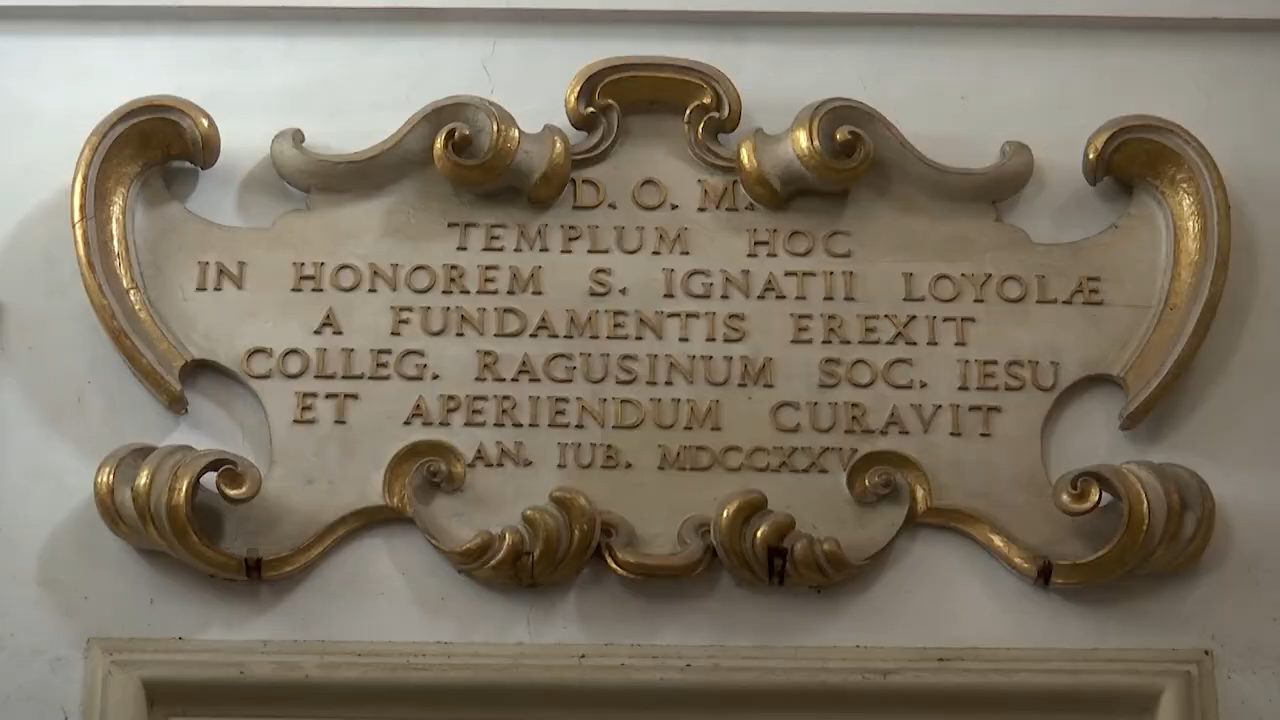 D. O. M.
TEMPLUM HOC
IN HONOREM S. IGNATII LOYOLÆ
A FUNDAMENTIS EREXIT
COLLEG. RAGUSINUM SOC. IESU
ET APERIENDUM CURAVIT
AN. IUB. MDCCXXV